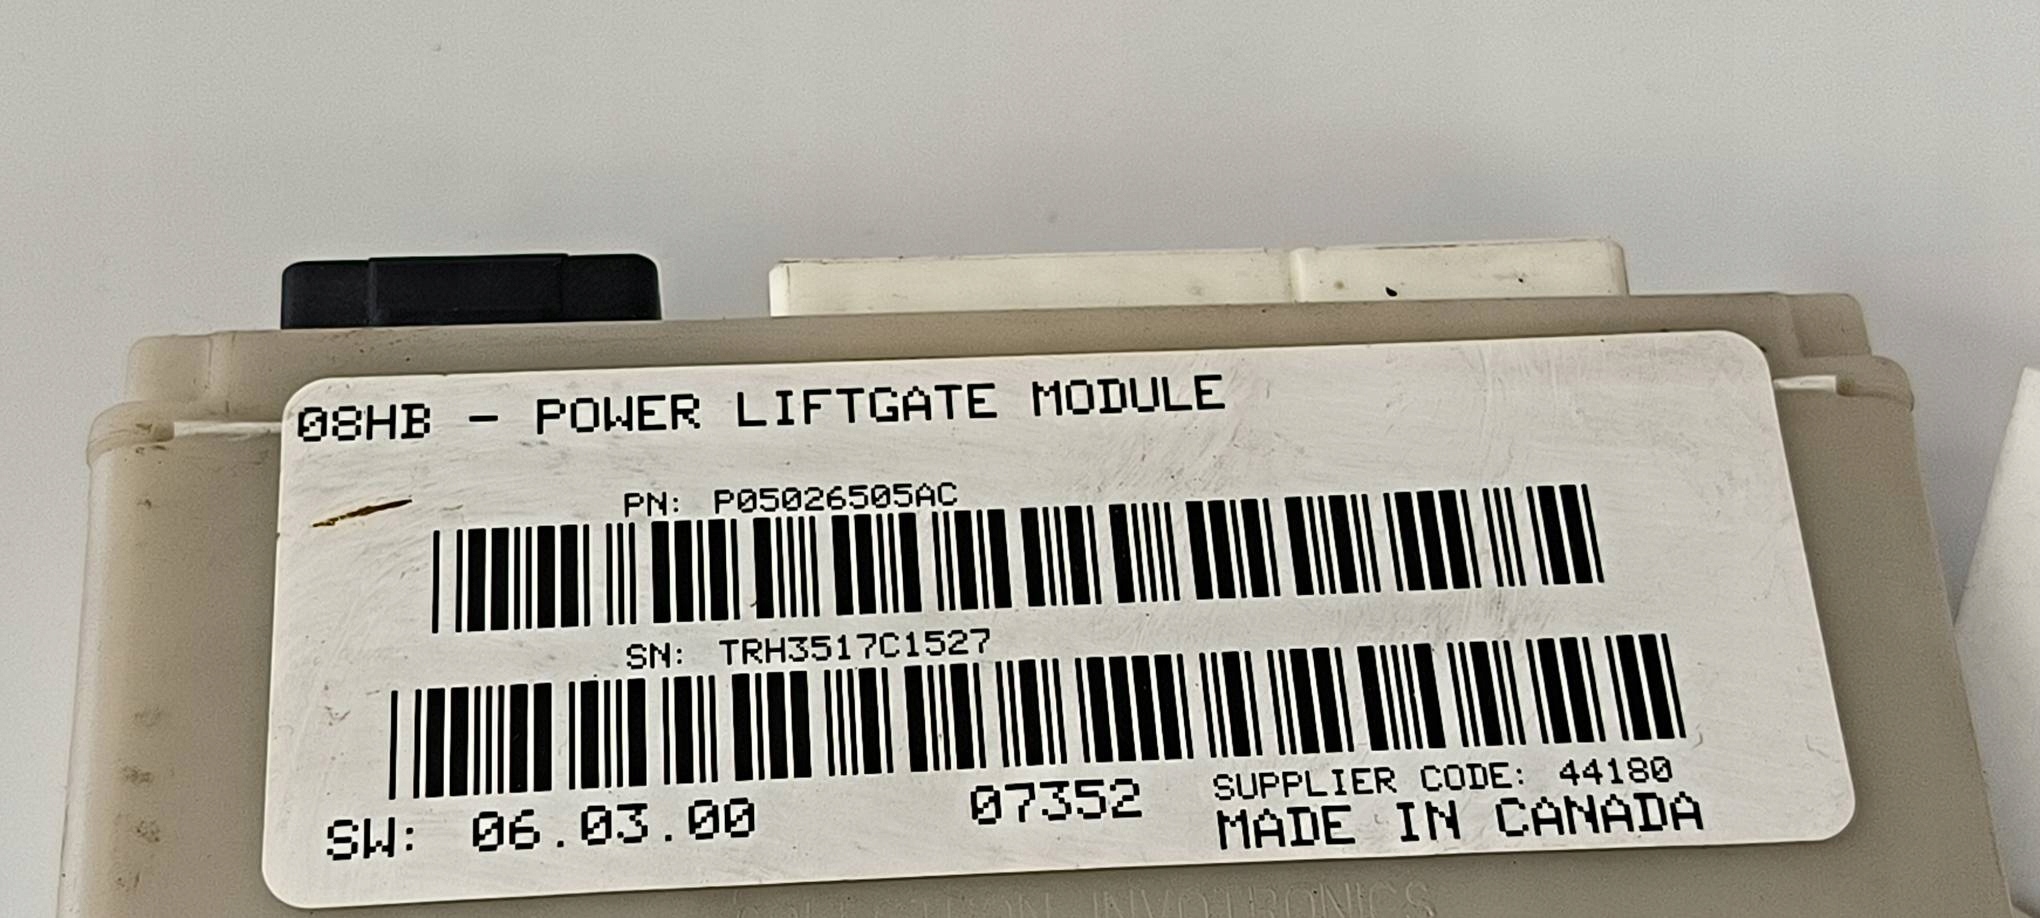 08HB - POWER LIFTGATE MODULE
PN: P05026505AC
SN: TRH3517C1527
SW: 06.03.00
07352
SUPPLIER CODE: 44180
MADE IN CANADA
INVOTRONICS